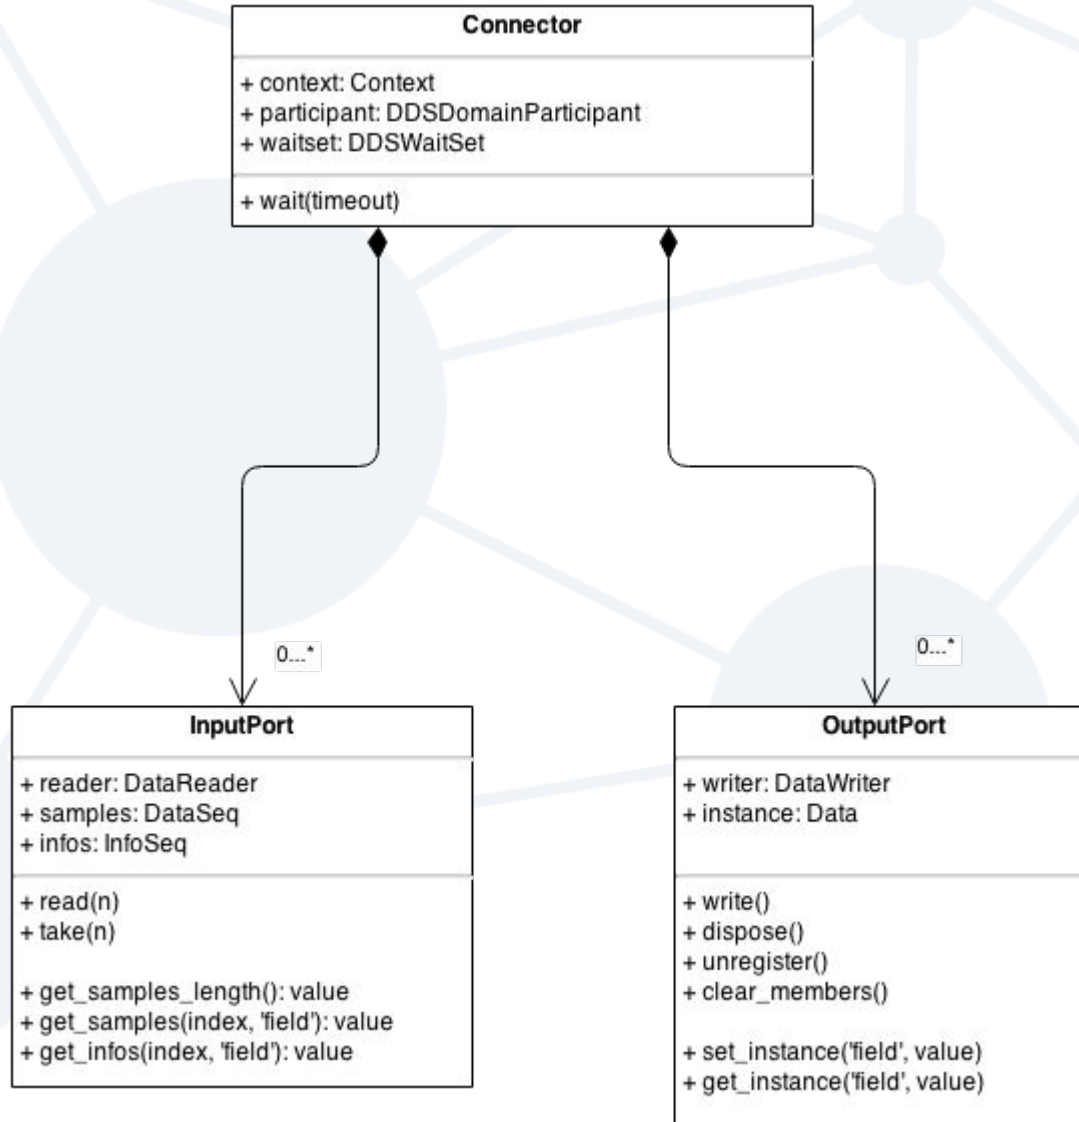 Connector
+ context: Context
+ participant: DDSDomainParticipant
+ waitset: DDSWaitSet
+ wait(timeout)
0...*
0...*
InputPort
+ reader: DataReader
+ samples: DataSeq
+ infos: InfoSeq
+ read(n)
+ take(n)
+ get_samples_length(): value
+ get_samples(index, 'field'): value
+ get_infos(index, 'field'): value
OutputPort
+ writer: DataWriter
+ instance: Data
+ write()
+ dispose()
+ unregister()
+ clear_members()
+ set_instance('field', value)
+ get_instance('field', value)